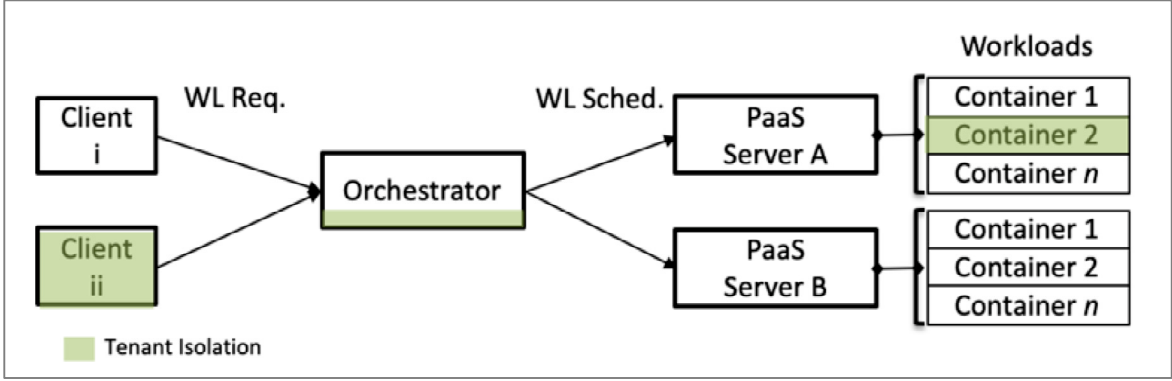 Workloads
WL Req.
WL Sched.
Client
i
Client
ii
Orchestrator
PaaS
Server A
PaaS
Server B
Container 1
Container 2
Container n
Container 1
Container 2
Container n
Tenant Isolation